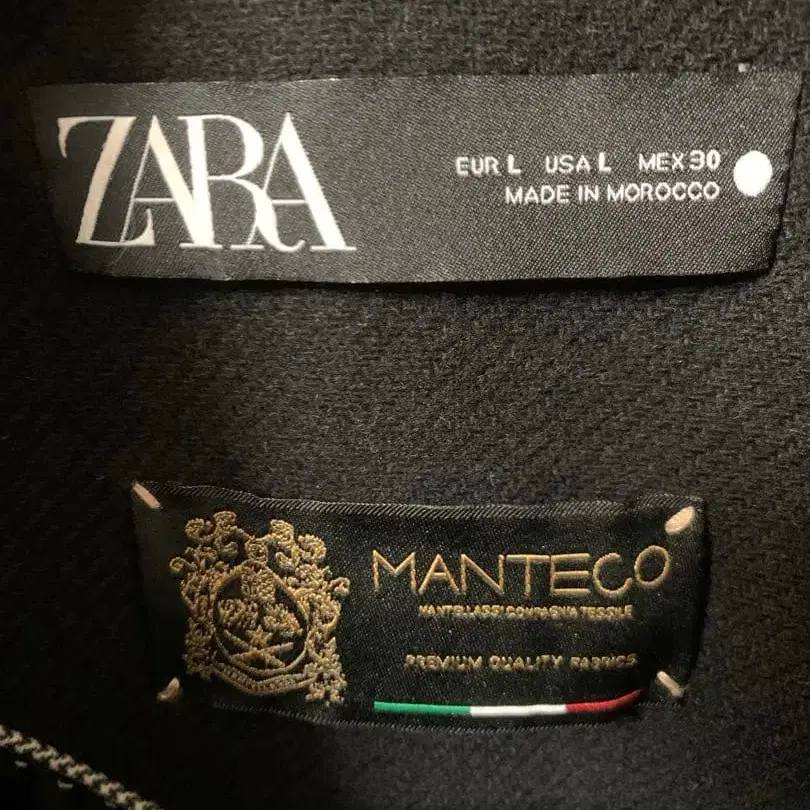 ZARA
EUR L USA L MEX 30
MADE IN MOROCCO
MANTECO
PREMIUM QUALITY FABRICS